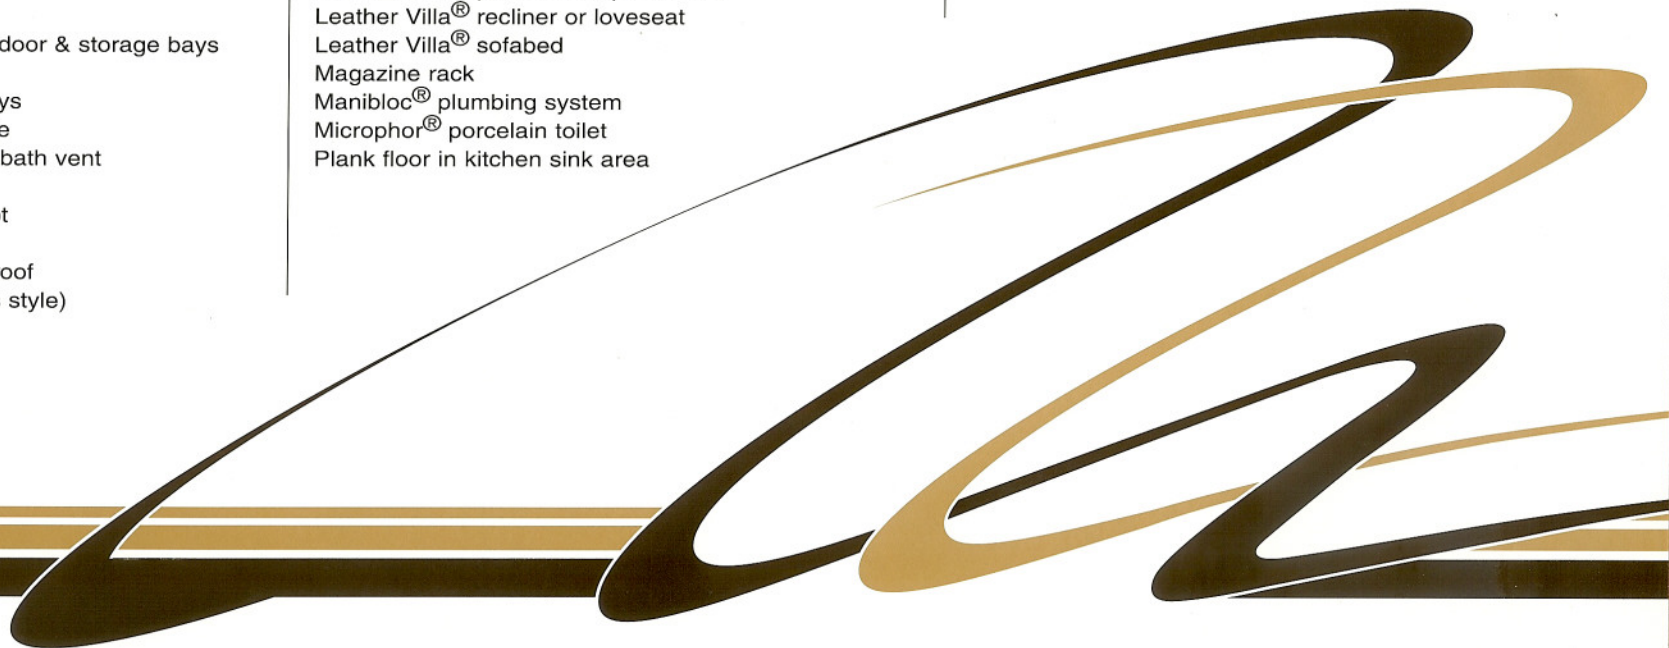 door & storage bays
ys
e
bath vent
t
oof
style)
Leather Villa® recliner or loveseat
Leather Villa® sofabed
Magazine rack
Manibloc® plumbing system
Microphor® porcelain toilet
Plank floor in kitchen sink area